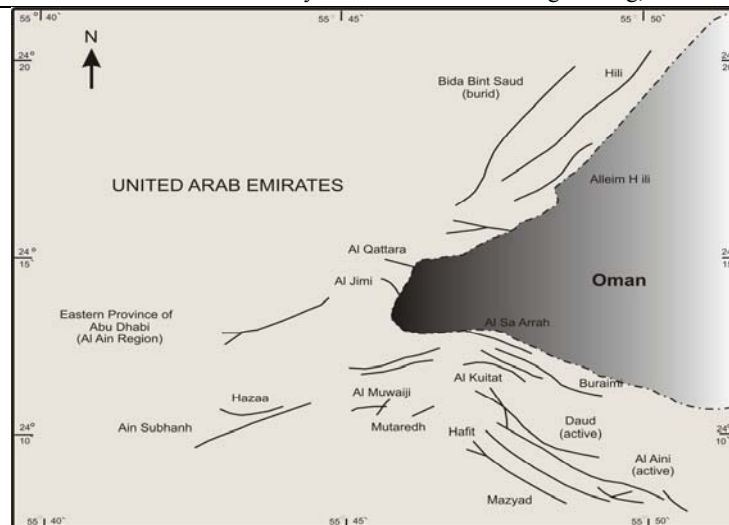 55° 40`
55° 45`
55° 50`
N
24°
20
24°
20
Bida Bint Saud
(burid)
Hili
UNITED ARAB EMIRATES
Alleim H ili
Al Qattara
24°
15`
24°
15
Al Jimi
Oman
Eastern Province of
Abu Dhabi
(Al Ain Region)
Al Sa Arrah
Al Kuitat
Buraimi
Hazaa
Al Muwaiji
Ain Subhanh
Mutaredh
Hafit
Daud
(active)
24°
10
24°
10`
Al Aini
(active)
Mazyad
55° 40`
55° 45`
55° 50`